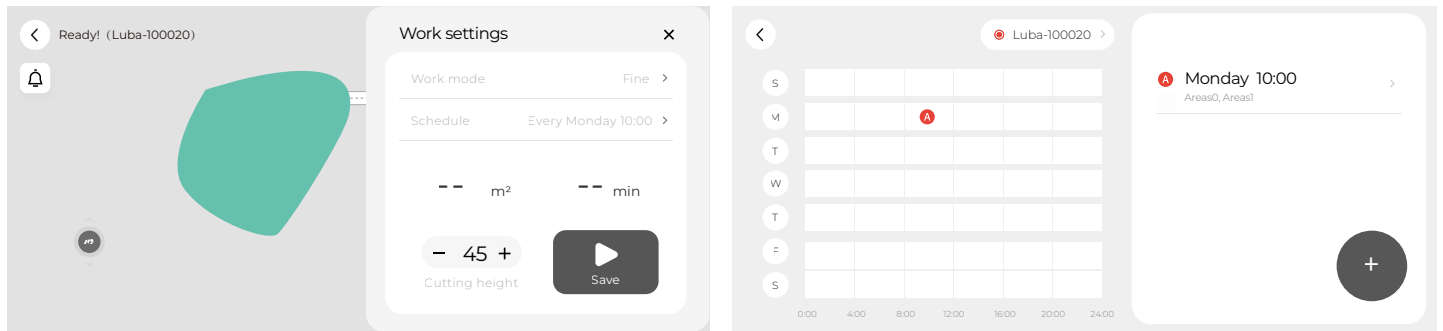 Ready! (Luba-100020)
Work settings
Work mode Fine
Schedule Every Monday 10:00
-- m² -- min
− 45 +
Cutting height
Save
Luba-100020
S
M A
T
W
T
F
S
0:00 4:00 8:00 12:00 16:00 20:00 24:00
A Monday 10:00
Areas0, Areas1
+